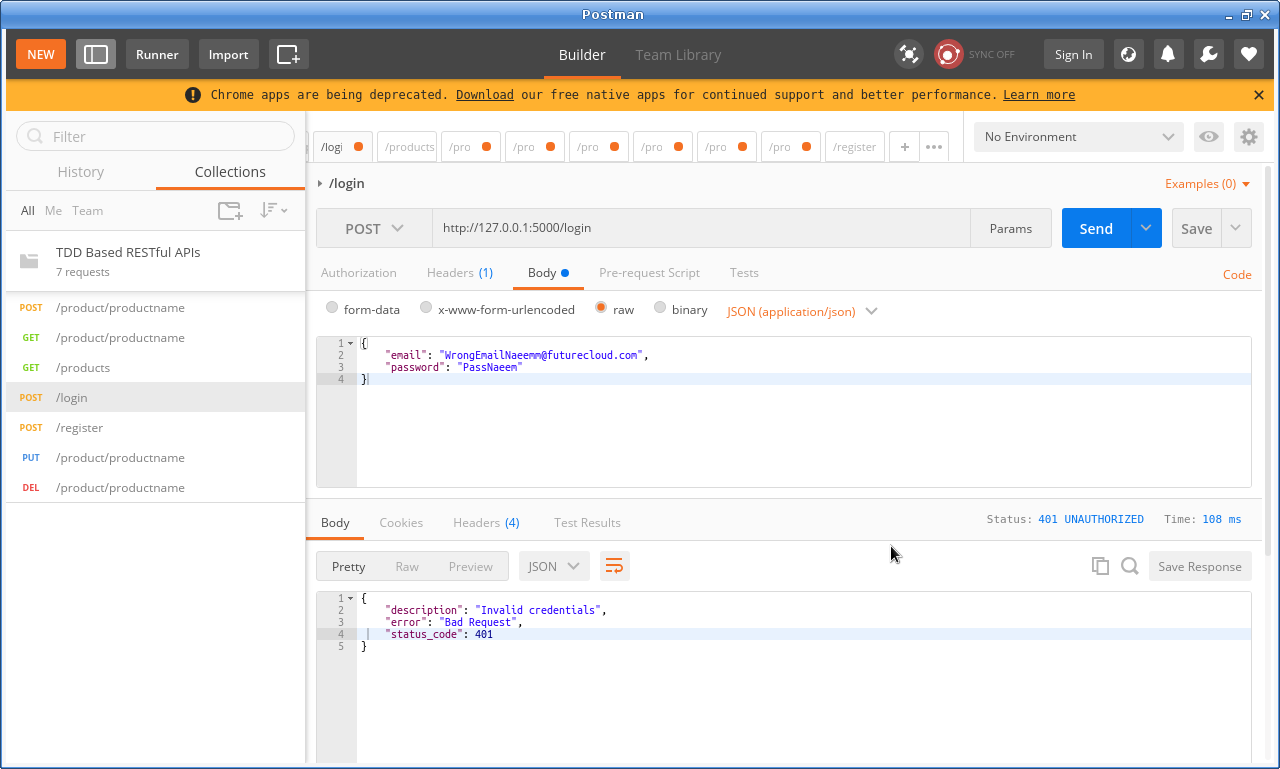 Postman
NEW Runner Import Builder Team Library SYNC OFF Sign In
Chrome apps are being deprecated. Download our free native apps for continued support and better performance. Learn more
Filter
History Collections
All Me Team
TDD Based RESTful APIs
7 requests
POST /product/productname
GET /product/productname
GET /products
POST /login
POST /register
PUT /product/productname
DEL /product/productname
/logi /products /pro /pro /pro /pro /pro /pro /register + ••• No Environment
/login Examples (0)
POST http://127.0.0.1:5000/login Params Send Save
Authorization Headers (1) Body Pre-request Script Tests Code
form-data x-www-form-urlencoded raw binary JSON (application/json)
1 {
2 "email": "WrongEmailNaeemm@futurecloud.com",
3 "password": "PassNaeem"
4 }
Body Cookies Headers (4) Test Results Status: 401 UNAUTHORIZED Time: 108 ms
Pretty Raw Preview JSON Save Response
1 {
2 "description": "Invalid credentials",
3 "error": "Bad Request",
4 "status_code": 401
5 }